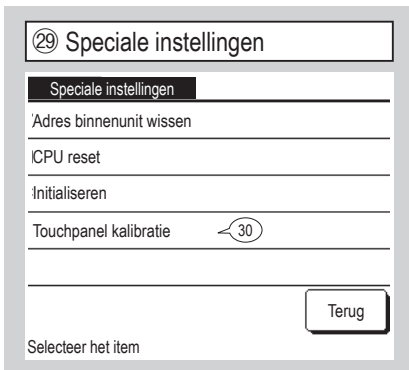 ㉙ Speciale instellingen
Speciale instellingen
Adres binnenunit wissen
CPU reset
Initialiseren
Touchpanel kalibratie 30
Terug
Selecteer het item